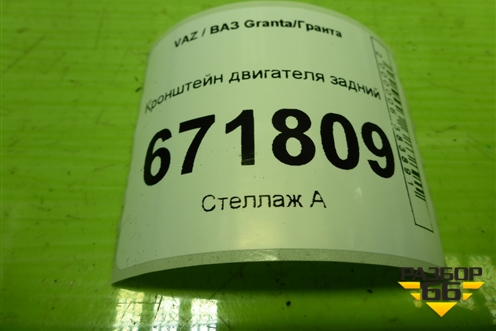 VAZ / ВАЗ Granta/Гранта
Кронштейн двигателя задний
671809
Стеллаж А
РАЗБОР
66